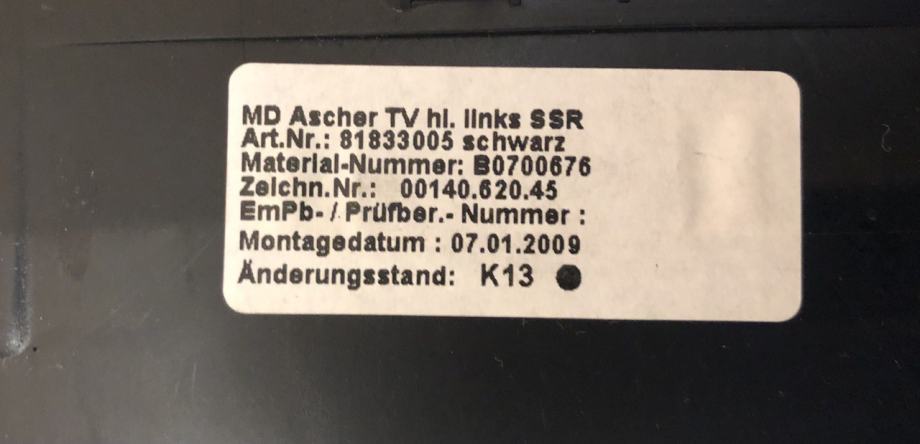 MD Ascher TV hl. links SSR
Art.Nr.: 81833005 schwarz
Material-Nummer: B0700676
Zeichn.Nr.: 00140.620.45
EmPb- / Prüfber.- Nummer :
Montagedatum : 07.01.2009
Änderungsstand: K13